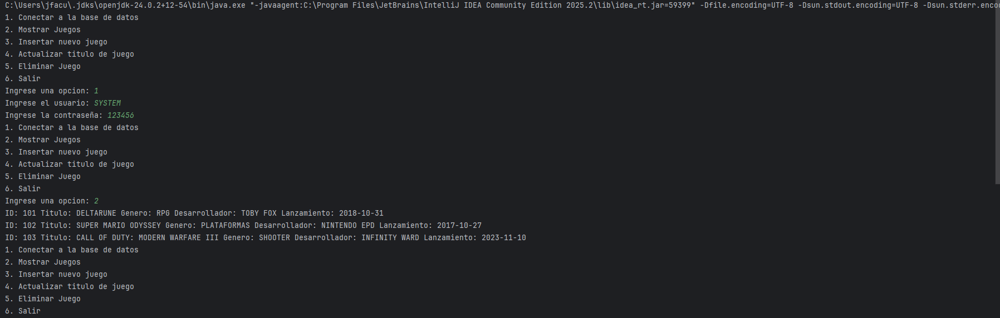 C:\Users\jfacu\.jdks\openjdk-24.0.2+12-54\bin\java.exe "-javaagent:C:\Program Files\JetBrains\IntelliJ IDEA Community Edition 2025.2\lib\idea_rt.jar=59399" -Dfile.encoding=UTF-8 -Dsun.stdout.encoding=UTF-8 -Dsun.stderr.enco
1. Conectar a la base de datos
2. Mostrar Juegos
3. Insertar nuevo juego
4. Actualizar titulo de juego
5. Eliminar Juego
6. Salir
Ingrese una opcion: 1
Ingrese el usuario: SYSTEM
Ingrese la contraseña: 123456
1. Conectar a la base de datos
2. Mostrar Juegos
3. Insertar nuevo juego
4. Actualizar titulo de juego
5. Eliminar Juego
6. Salir
Ingrese una opcion: 2
ID: 101 Titulo: DELTARUNE Genero: RPG Desarrollador: TOBY FOX Lanzamiento: 2018-10-31
ID: 102 Titulo: SUPER MARIO ODYSSEY Genero: PLATAFORMAS Desarrollador: NINTENDO EPD Lanzamiento: 2017-10-27
ID: 103 Titulo: CALL OF DUTY: MODERN WARFARE III Genero: SHOOTER Desarrollador: INFINITY WARD Lanzamiento: 2023-11-10
1. Conectar a la base de datos
2. Mostrar Juegos
3. Insertar nuevo juego
4. Actualizar titulo de juego
5. Eliminar Juego
6. Salir